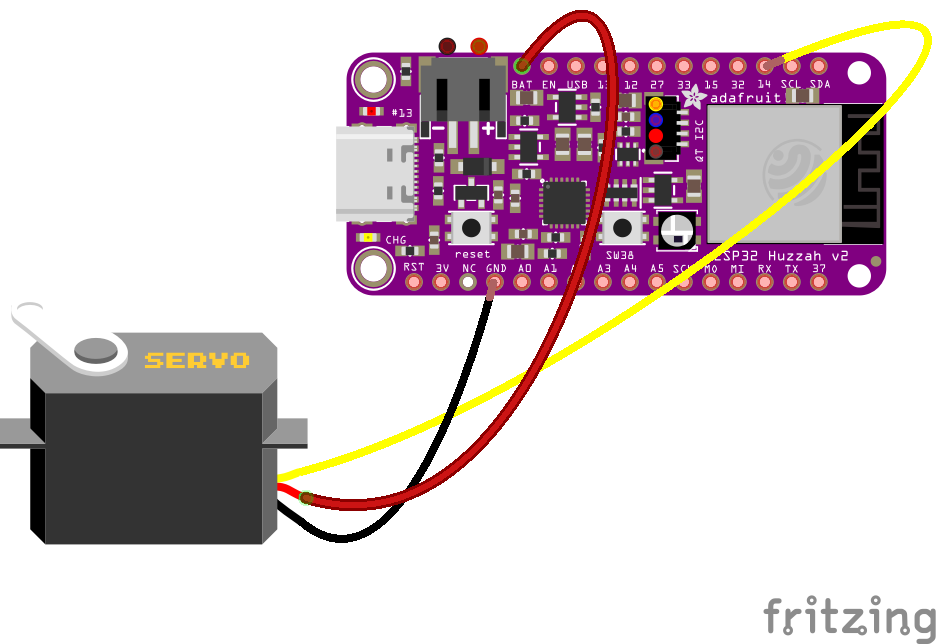 BAT EN USB 13 12 27 33 15 32 14 SCL SDA
adafruit
#13
QT I2C
− +
CHG
reset
SW38
ESP32 Huzzah v2
RST 3V NC GND A0 A1 A3 A4 A5 SCK MO MI RX TX 37
SERVO
fritzing